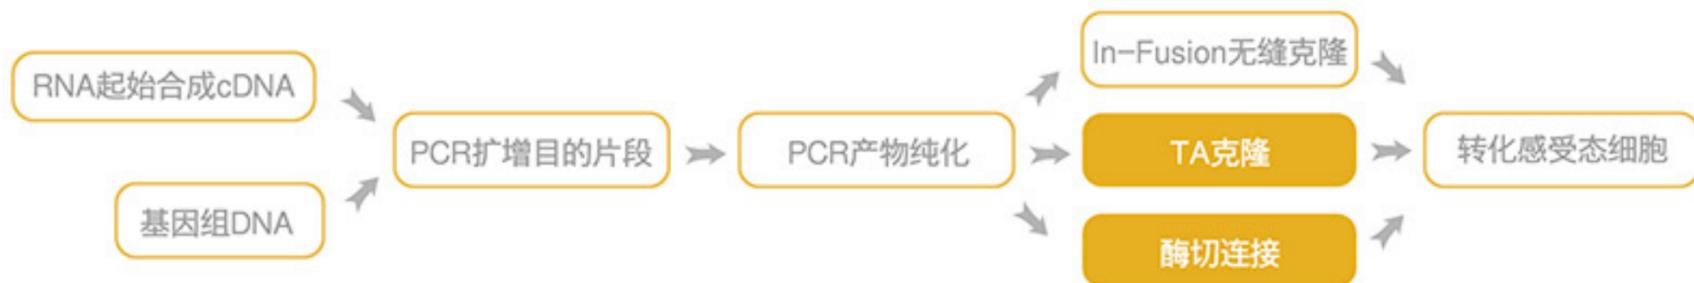 RNA起始合成cDNA
基因组DNA
PCR扩增目的片段
PCR产物纯化
In-Fusion无缝克隆
TA克隆
酶切连接
转化感受态细胞